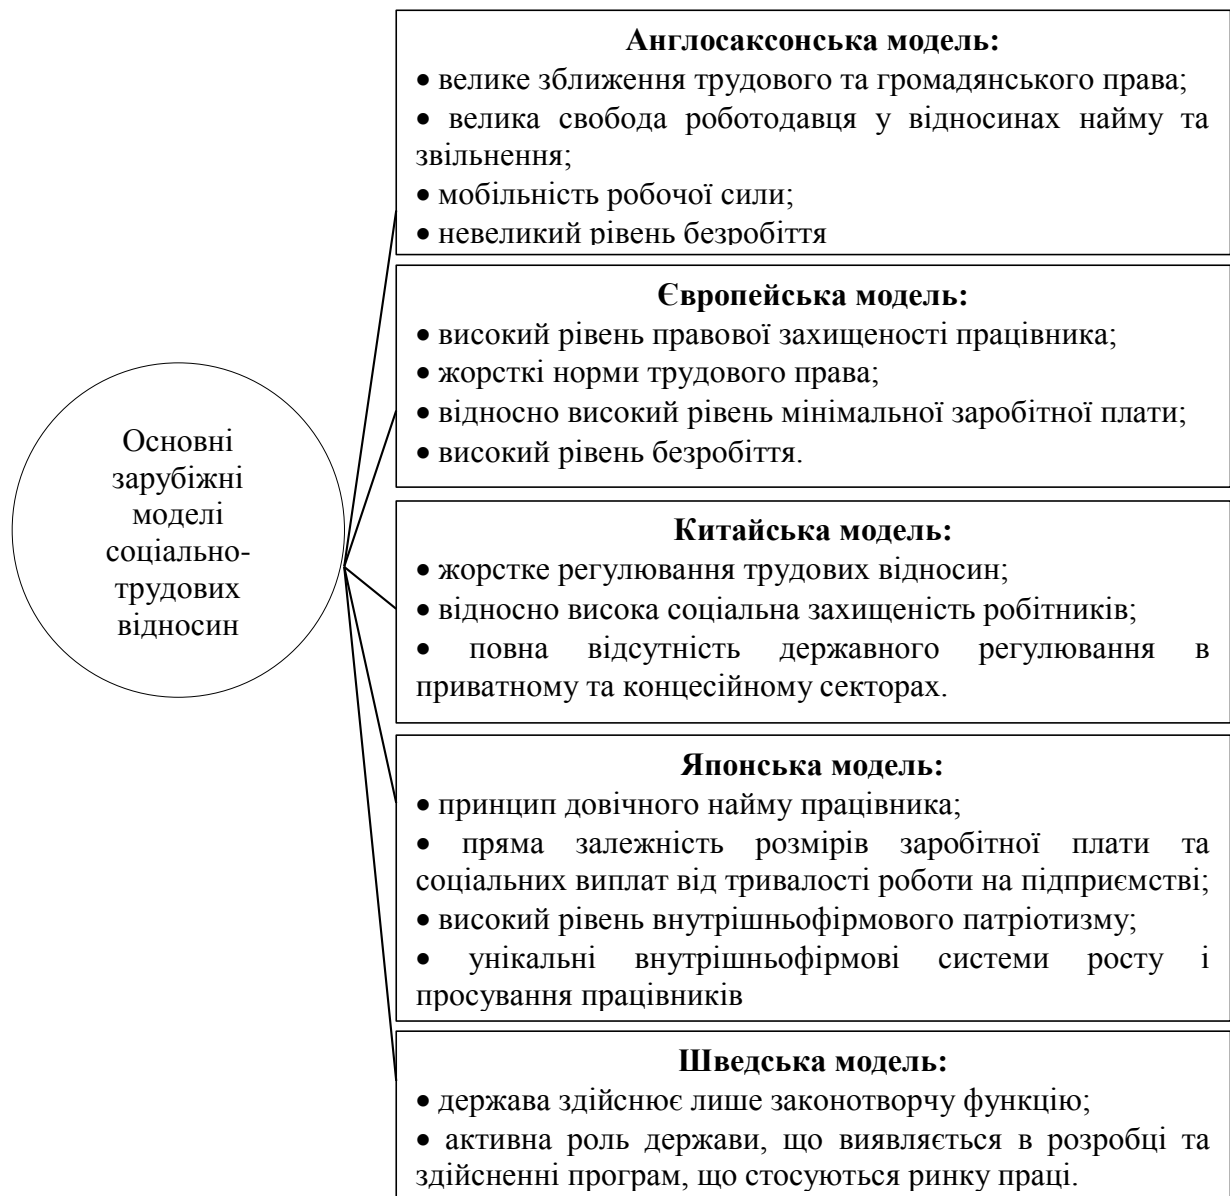 Основні
зарубіжні
моделі
соціально-
трудових
відносин
Англосаксонська модель:
• велике зближення трудового та громадянського права;
• велика свобода роботодавця у відносинах найму та
звільнення;
• мобільність робочої сили;
• невеликий рівень безробіття
Європейська модель:
• високий рівень правової захищеності працівника;
• жорсткі норми трудового права;
• відносно високий рівень мінімальної заробітної плати;
• високий рівень безробіття.
Китайська модель:
• жорстке регулювання трудових відносин;
• відносно висока соціальна захищеність робітників;
• повна відсутність державного регулювання в
приватному та концесійному секторах.
Японська модель:
• принцип довічного найму працівника;
• пряма залежність розмірів заробітної плати та
соціальних виплат від тривалості роботи на підприємстві;
• високий рівень внутрішньофірмового патріотизму;
• унікальні внутрішньофірмові системи росту і
просування працівників
Шведська модель:
• держава здійснює лише законотворчу функцію;
• активна роль держави, що виявляється в розробці та
здійсненні програм, що стосуються ринку праці.